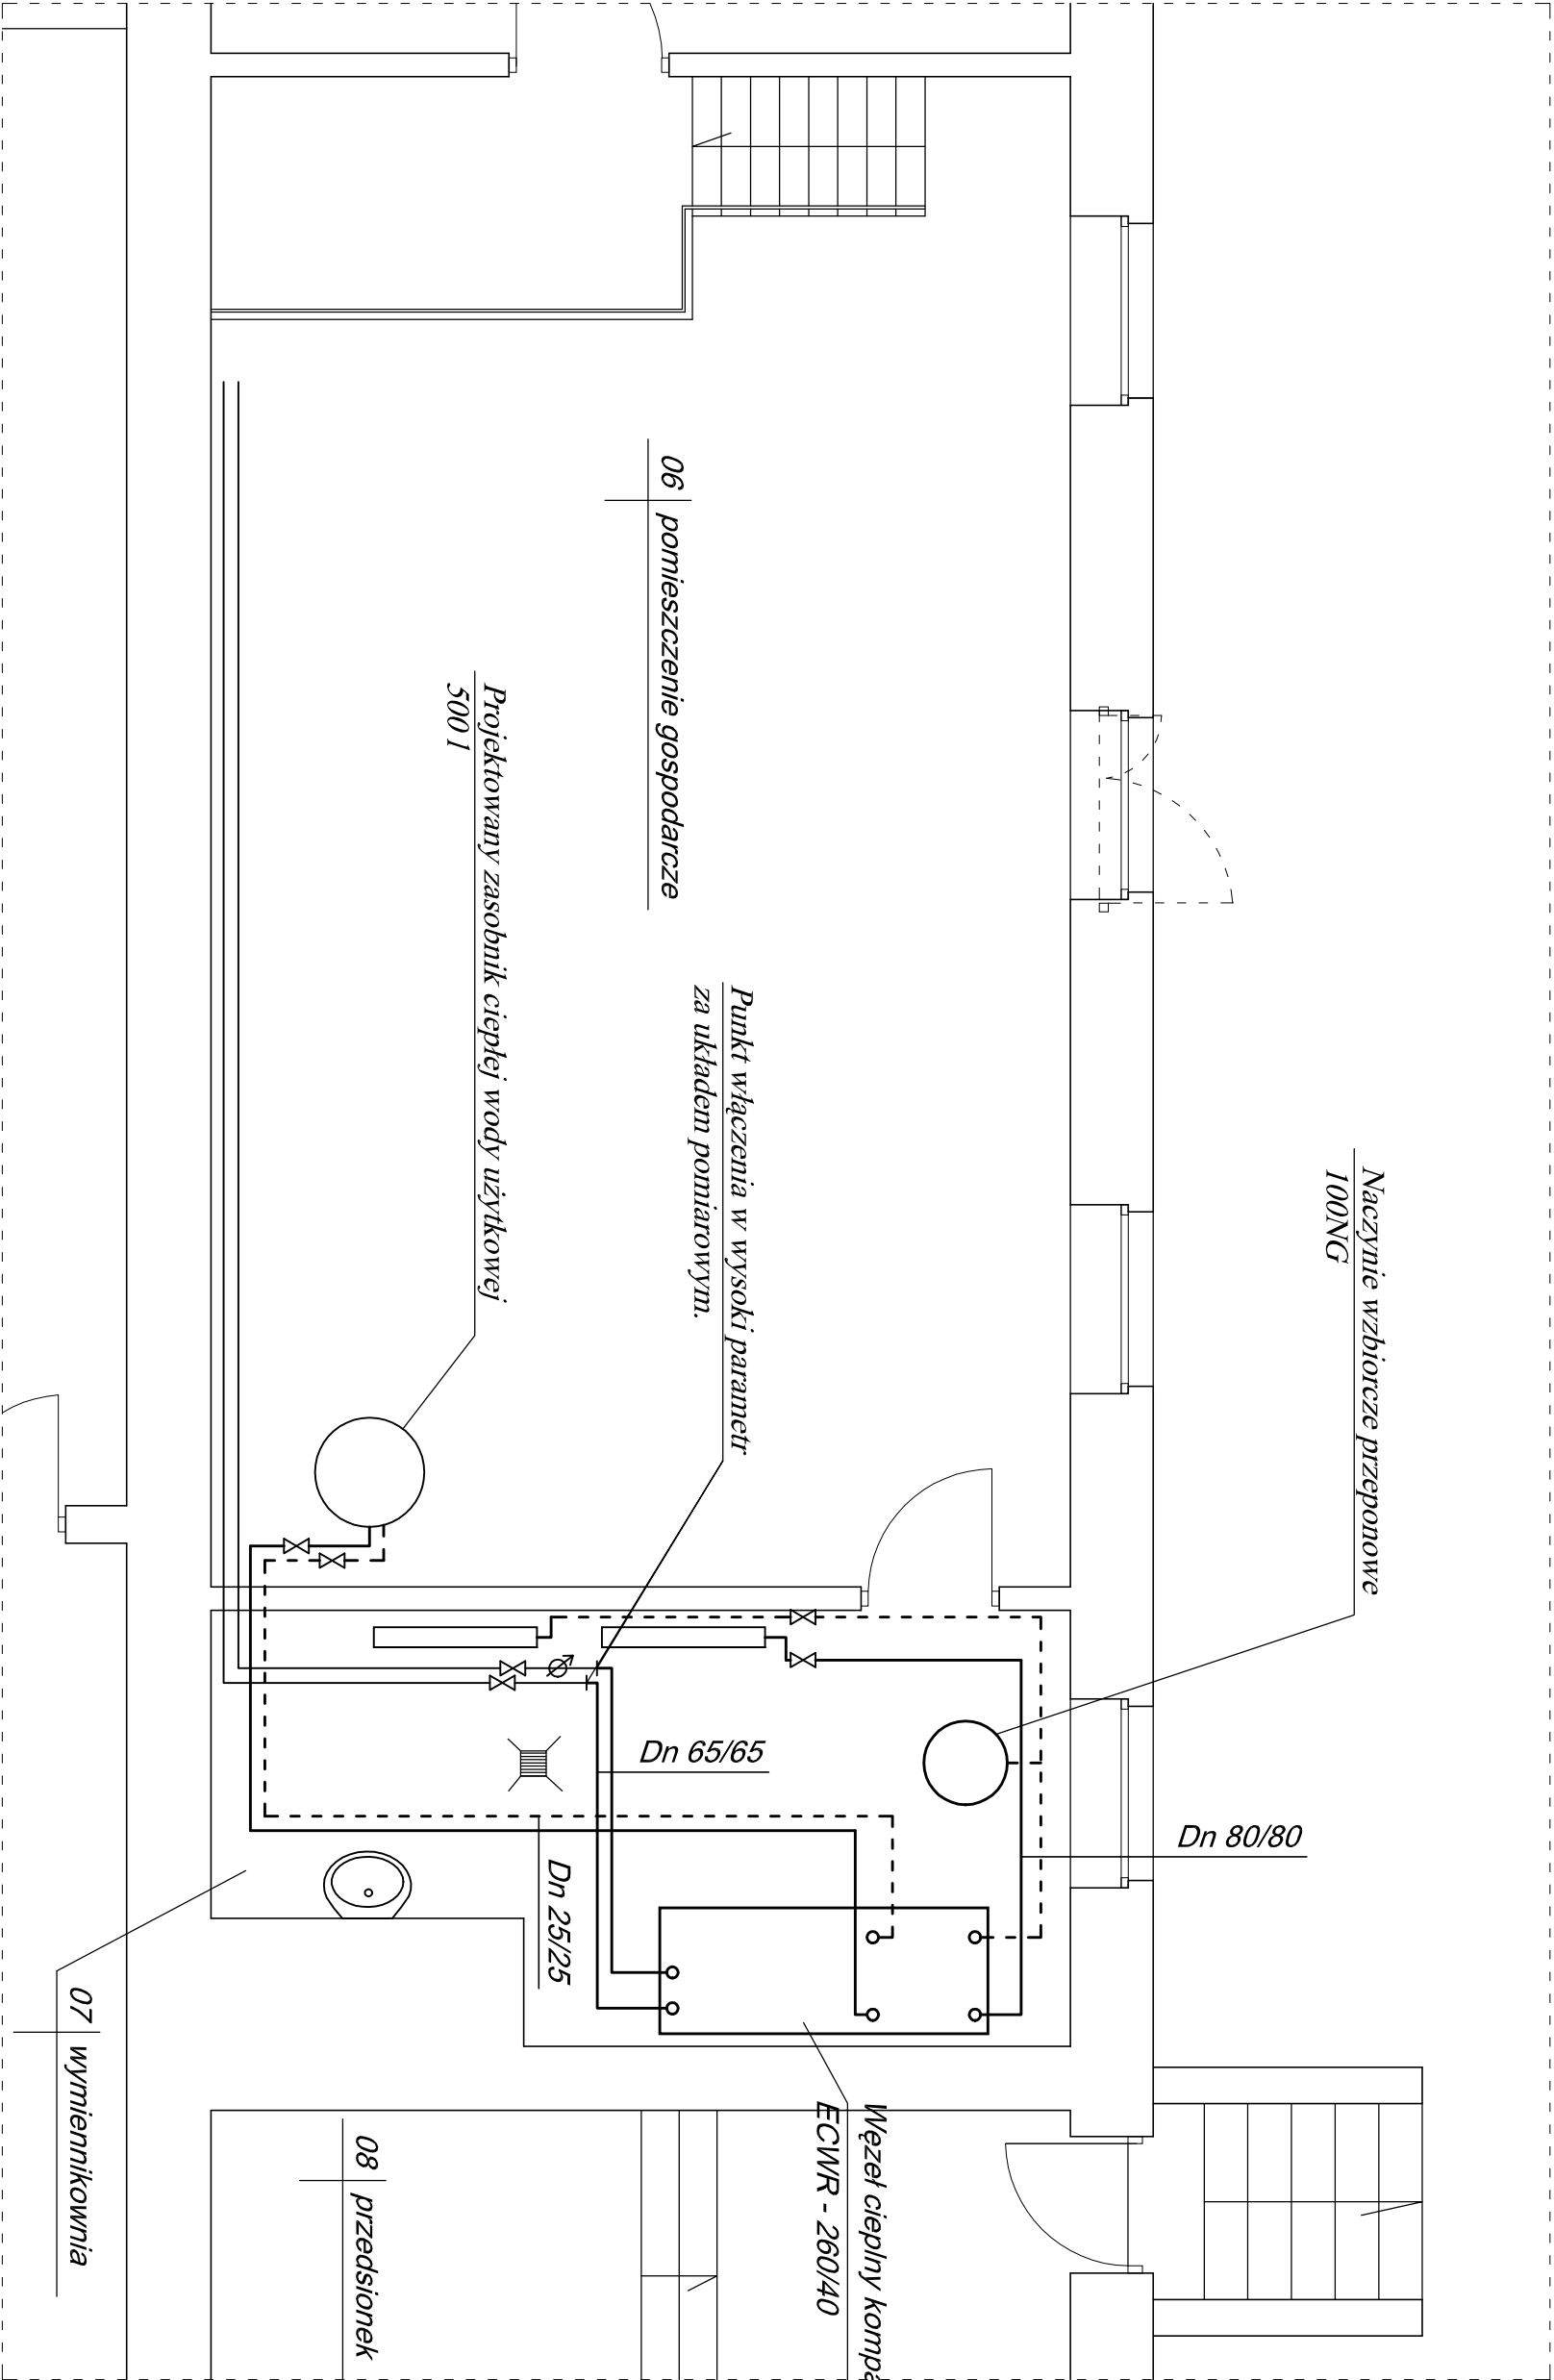 06 pomieszczenie gospodarcze
Projektowany zasobnik ciepłej wody użytkowej
500 l
Punkt włączenia w wysoki parametr
za układem pomiarowym.
Naczynie wzbiorcze przeponowe
100NG
Dn 65/65
Dn 80/80
Dn 25/25
07 wymiennikownia
08 przedsionek
Węzeł cieplny
ECWR - 260/40